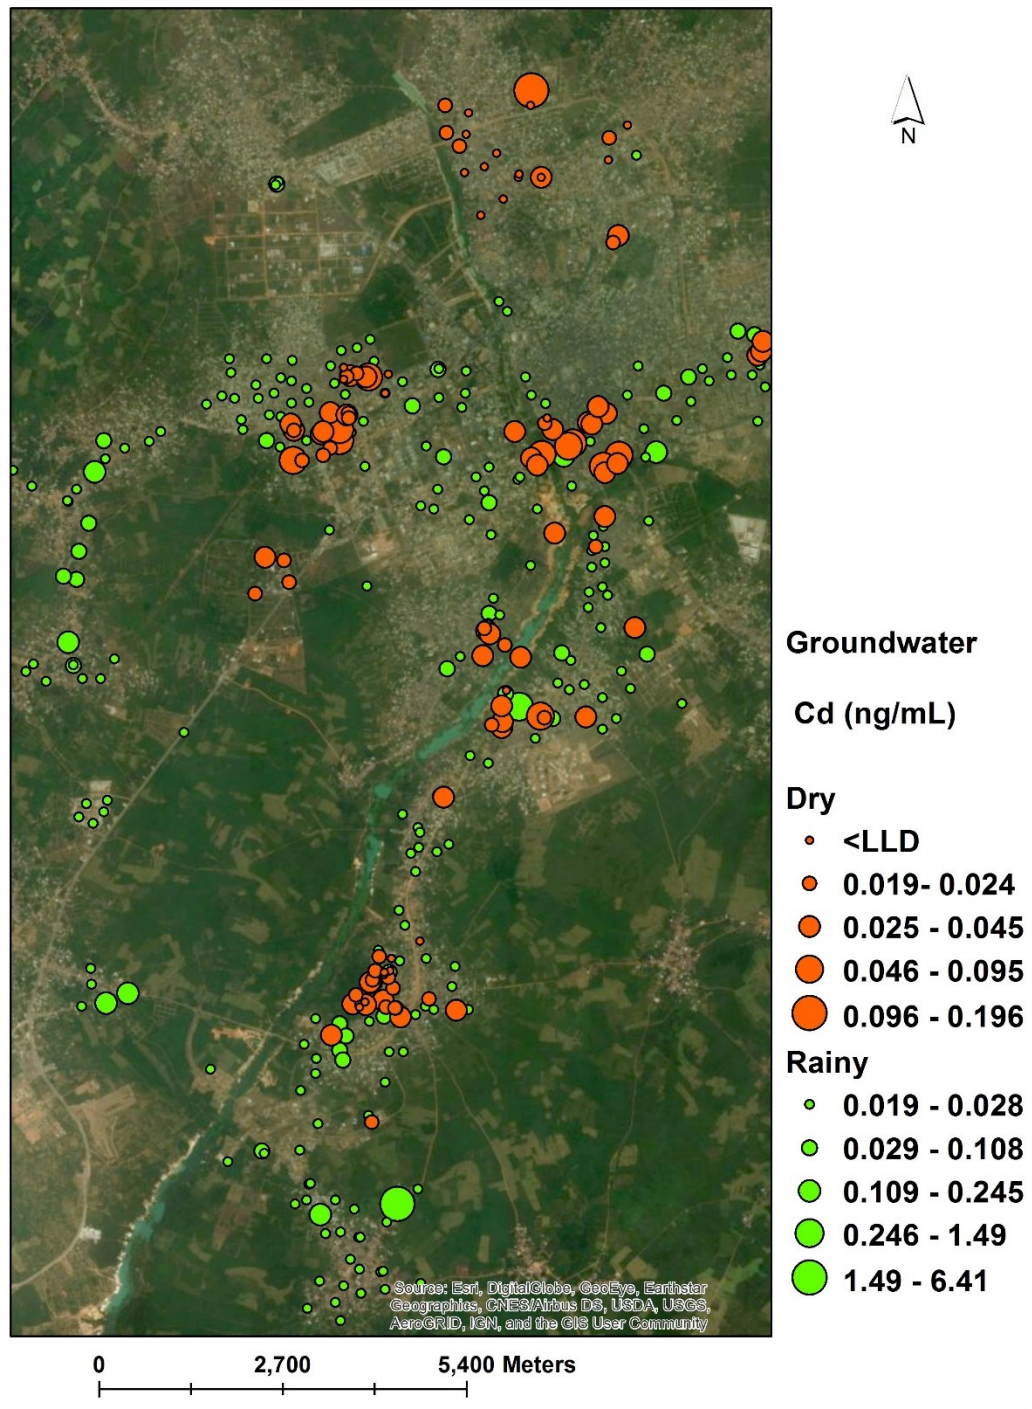 N
Groundwater
Cd (ng/mL)
Dry
<LLD
0.019- 0.024
0.025 - 0.045
0.046 - 0.095
0.096 - 0.196
Rainy
0.019 - 0.028
0.029 - 0.108
0.109 - 0.245
0.246 - 1.49
1.49 - 6.41
Source: Esri, DigitalGlobe, GeoEye, Earthstar
Geographics, CNES/Airbus DS, USDA, USGS,
AeroGRID, IGN, and the GIS User Community
0 2,700 5,400 Meters